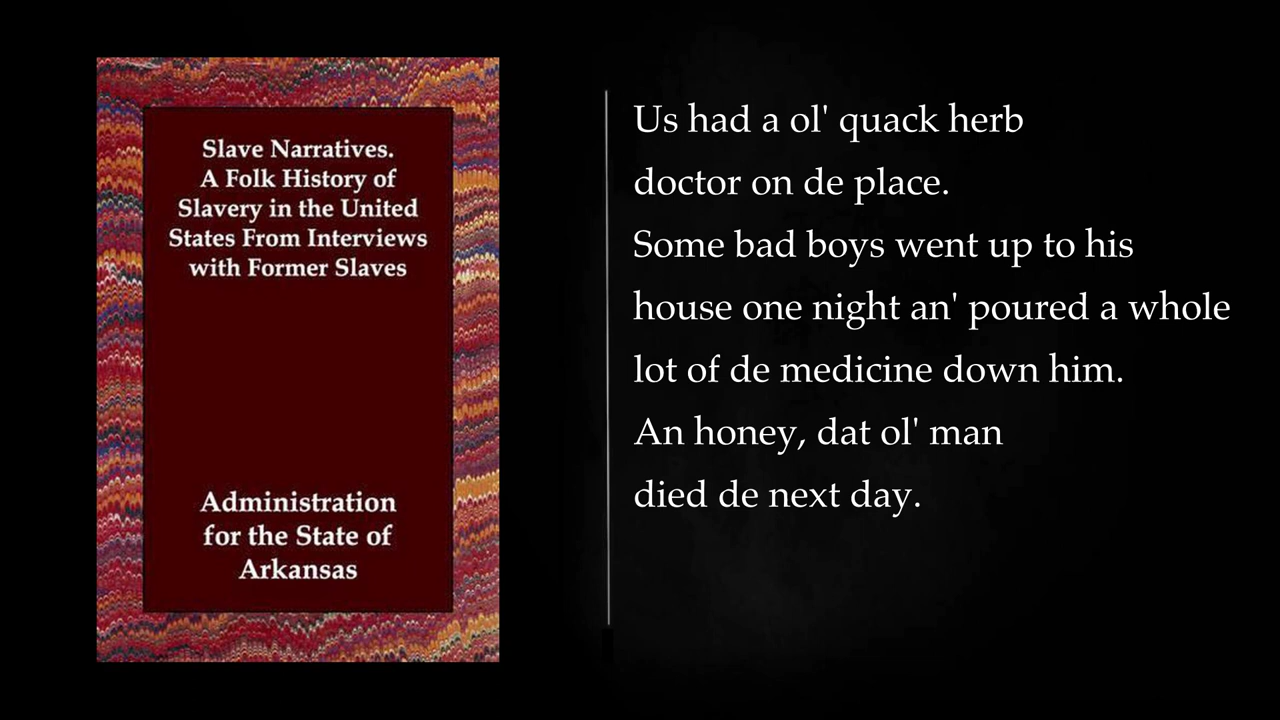 Slave Narratives.
A Folk History of
Slavery in the United
States From Interviews
with Former Slaves
Administration
for the State of
Arkansas
Us had a ol' quack herb
doctor on de place.
Some bad boys went up to his
house one night an' poured a whole
lot of de medicine down him.
An honey, dat ol' man
died de next day.